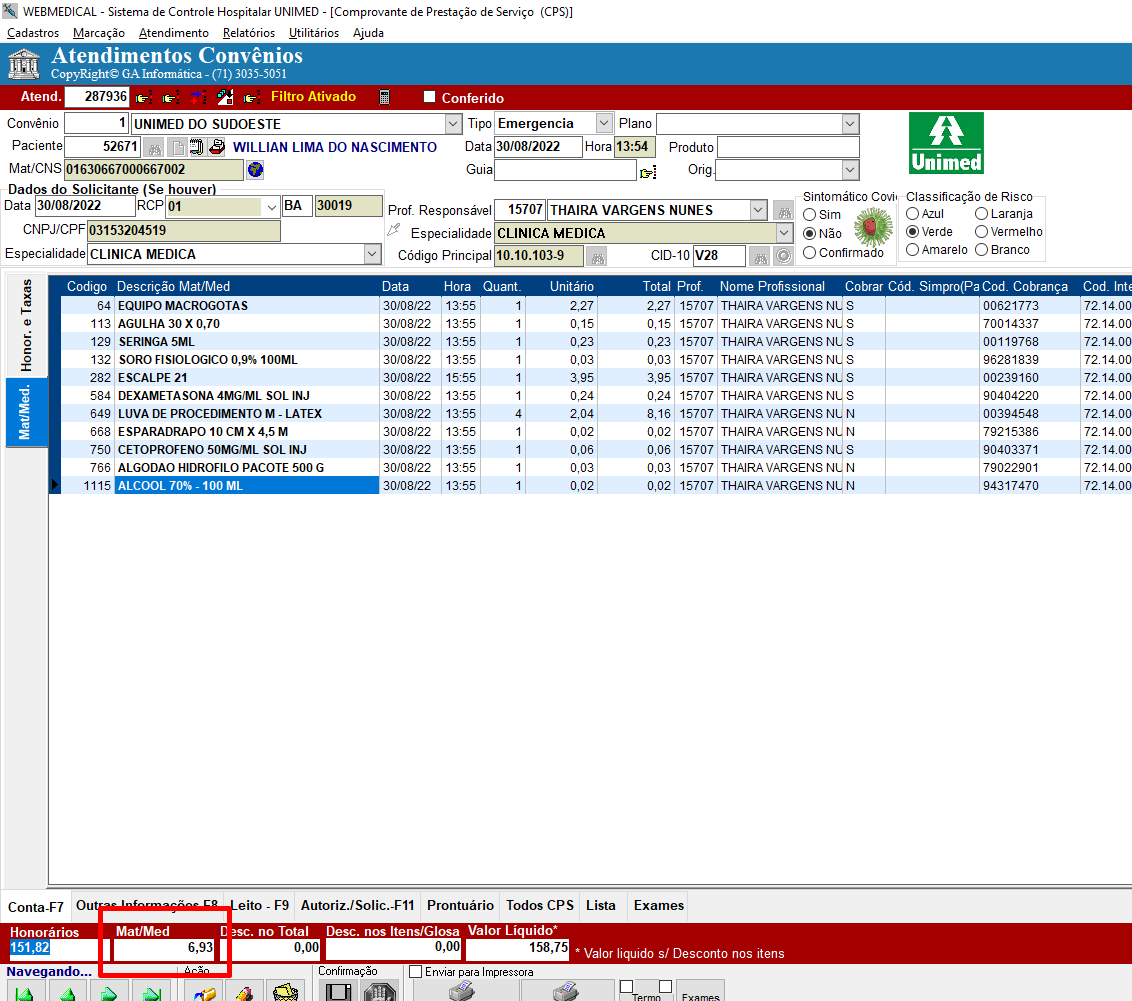 WEBMEDICAL - Sistema de Controle Hospitalar UNIMED - [Comprovante de Prestação de Serviço (CPS)]
Cadastros Marcação Atendimento Relatórios Utilitários Ajuda
Atendimentos Convênios
CopyRight© GA Informática - (71) 3035-5051
Atend. 287936 Filtro Ativado Conferido
Convênio 1 UNIMED DO SUDOESTE Tipo Emergencia Plano
Paciente 52671 WILLIAN LIMA DO NASCIMENTO Data 30/08/2022 Hora 13:54 Produto
Mat/CNS 01630667000667002 Guia Orig.
Unimed
Dados do Solicitante (Se houver)
Data 30/08/2022 RCP 01 BA 30019
CNPJ/CPF 03153204519
Especialidade CLINICA MEDICA
Prof. Responsável 15707 THAIRA VARGENS NUNES
Especialidade CLINICA MEDICA
Código Principal 10.10.103-9 CID-10 V28
Sintomático Covi
Sim
Não
Confirmado
Classificação de Risco
Azul Laranja
Verde Vermelho
Amarelo Branco
Honor. e Taxas
Mat/Med.
Codigo Descrição Mat/Med Data Hora Quant. Unitário Total Prof. Nome Profissional Cobrar Cód. Simpro(Pa Cod. Cobrança Cod. Inte
64 EQUIPO MACROGOTAS 30/08/22 13:55 1 2,27 2,27 15707 THAIRA VARGENS NU S 00621773 72.14.00
113 AGULHA 30 X 0,70 30/08/22 13:55 1 0,15 0,15 15707 THAIRA VARGENS NU S 70014337 72.14.00
129 SERINGA 5ML 30/08/22 13:55 1 0,23 0,23 15707 THAIRA VARGENS NU S 00119768 72.14.00
132 SORO FISIOLOGICO 0,9% 100ML 30/08/22 13:55 1 0,03 0,03 15707 THAIRA VARGENS NU S 96281839 72.14.00
282 ESCALPE 21 30/08/22 15:55 1 3,95 3,95 15707 THAIRA VARGENS NU S 00239160 72.14.00
584 DEXAMETASONA 4MG/ML SOL INJ 30/08/22 13:55 1 0,24 0,24 15707 THAIRA VARGENS NU S 90404220 72.14.00
649 LUVA DE PROCEDIMENTO M - LATEX 30/08/22 13:55 4 2,04 8,16 15707 THAIRA VARGENS NU N 00394548 72.14.00
668 ESPARADRAPO 10 CM X 4,5 M 30/08/22 13:55 1 0,02 0,02 15707 THAIRA VARGENS NU N 79215386 72.14.00
750 CETOPROFENO 50MG/ML SOL INJ 30/08/22 13:55 1 0,06 0,06 15707 THAIRA VARGENS NU S 90403371 72.14.00
766 ALGODAO HIDROFILO PACOTE 500 G 30/08/22 13:55 1 0,03 0,03 15707 THAIRA VARGENS NU N 79022901 72.14.00
1115 ALCOOL 70% - 100 ML 30/08/22 13:55 1 0,02 0,02 15707 THAIRA VARGENS NU N 94317470 72.14.00
Conta-F7 Outras Informações F8 Leito - F9 Autoriz./Solic.-F11 Prontuário Todos CPS Lista Exames
Honorários Mat/Med Desc. no Total Desc. nos Itens/Glosa Valor Líquido*
151,82 6,93 0,00 0,00 158,75 * Valor liquido s/ Desconto nos itens
Navegando... Ação Confirmação Enviar para Impressora
Termo Exames